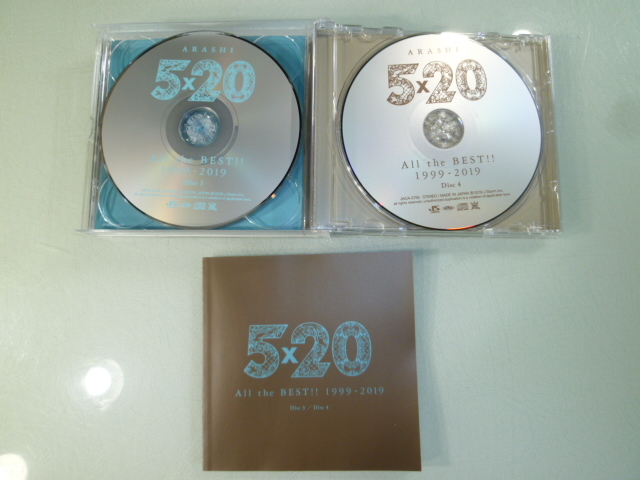 ARASHI
5x20
All the BEST!!
1999-2019
Disc 3
ARASHI
5x20
All the BEST!!
1999-2019
Disc 4
5x20
All the BEST!! 1999-2019
Disc 3 / Disc 4